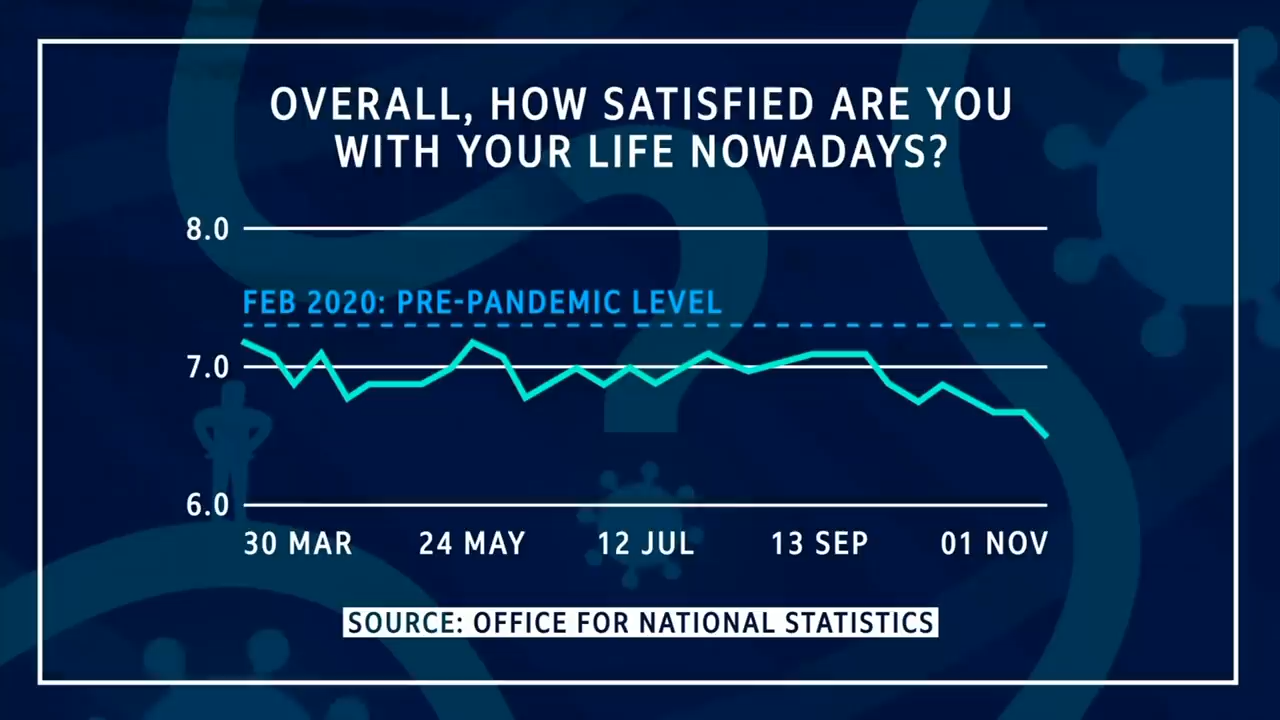 OVERALL, HOW SATISFIED ARE YOU
WITH YOUR LIFE NOWADAYS?
8.0
FEB 2020: PRE-PANDEMIC LEVEL
7.0
6.0
30 MAR 24 MAY 12 JUL 13 SEP 01 NOV
SOURCE: OFFICE FOR NATIONAL STATISTICS